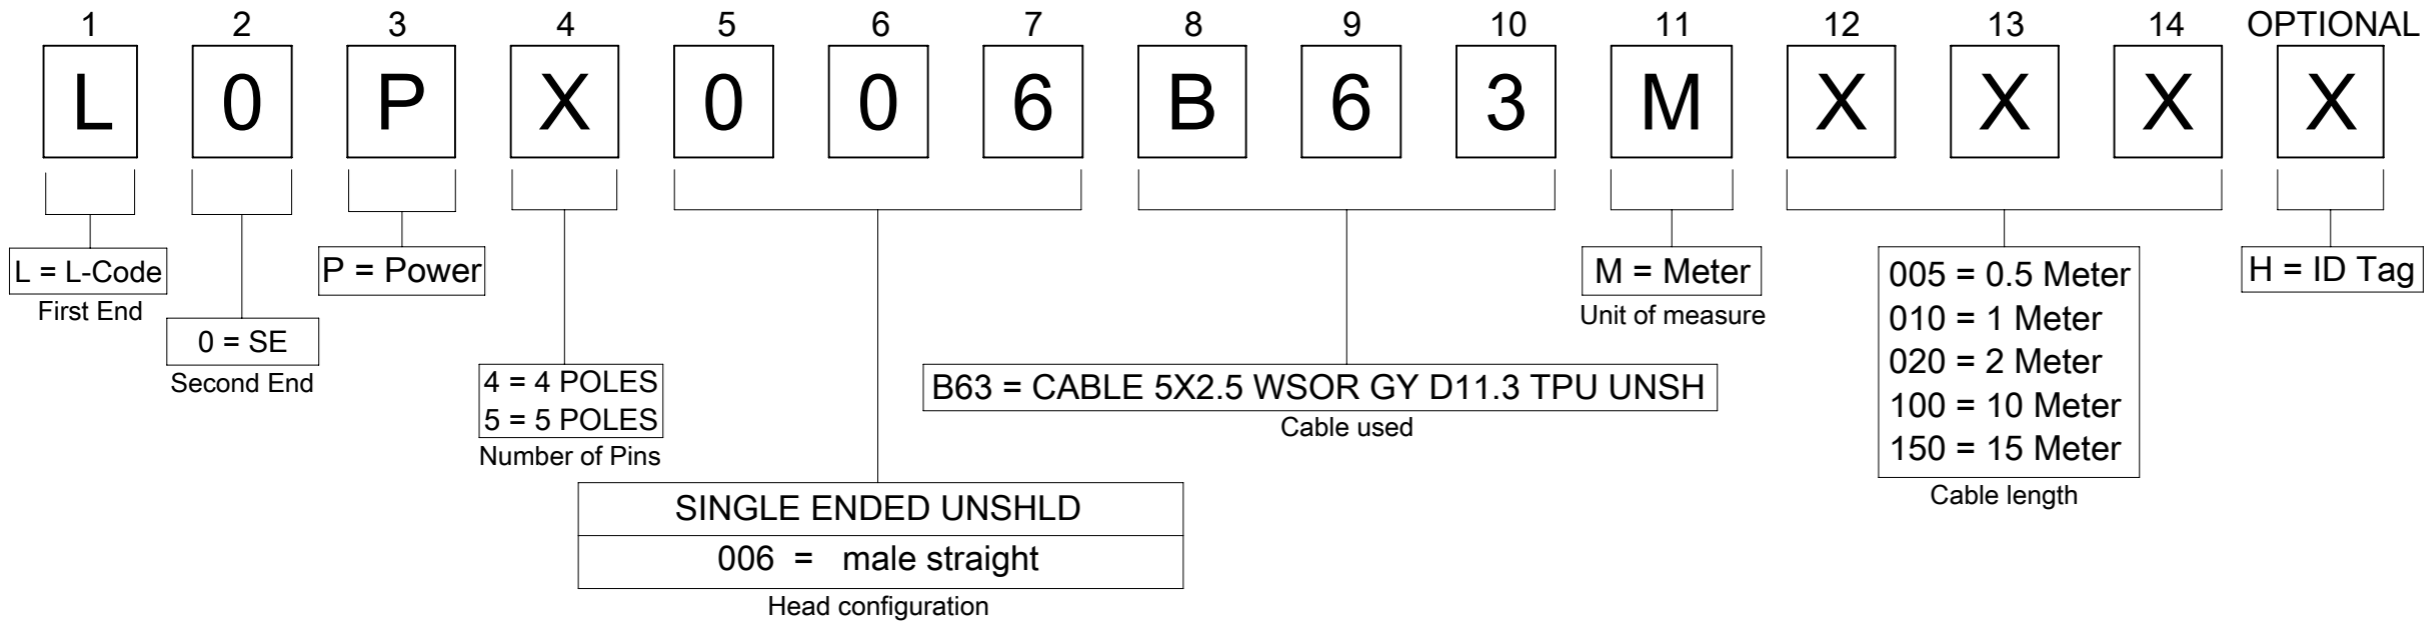 1 2 3 4 5 6 7 8 9 10 11 12 13 14 OPTIONAL
L 0 P X 0 0 6 B 6 3 M X X X X
L = L-Code
First End
0 = SE
Second End
P = Power
4 = 4 POLES
5 = 5 POLES
Number of Pins
SINGLE ENDED UNSHLD
006 = male straight
Head configuration
B63 = CABLE 5X2.5 WSOR GY D11.3 TPU UNSH
Cable used
M = Meter
Unit of measure
005 = 0.5 Meter
010 = 1 Meter
020 = 2 Meter
100 = 10 Meter
150 = 15 Meter
Cable length
H = ID Tag